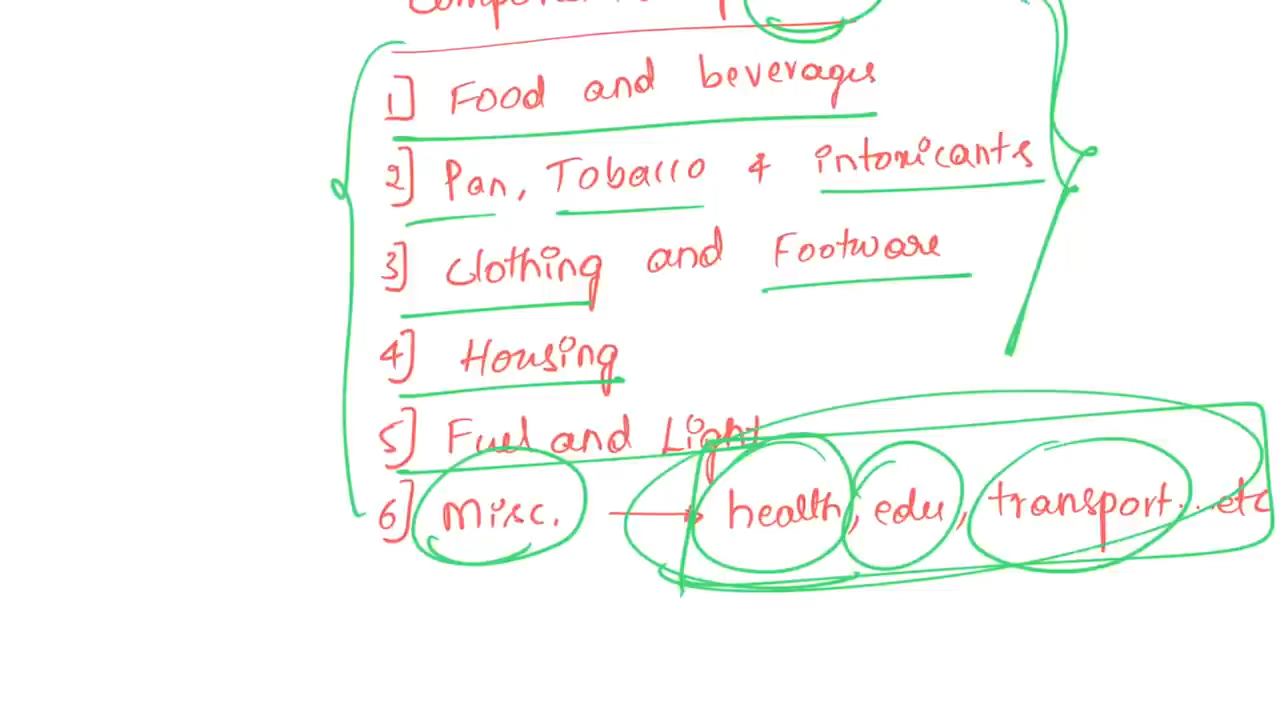 1] Food and beverages
2] Pan, Tobacco & intoxicants
3] Clothing and Footware
4] Housing
5] Fuel and Light
6] Misc. → health, edu, transport...etc